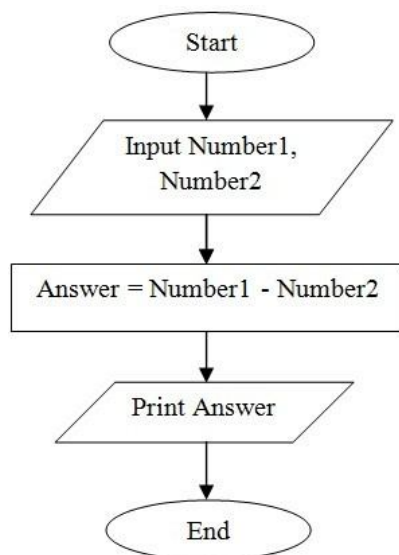 Start
Input Number1,
Number2
Answer = Number1 - Number2
Print Answer
End